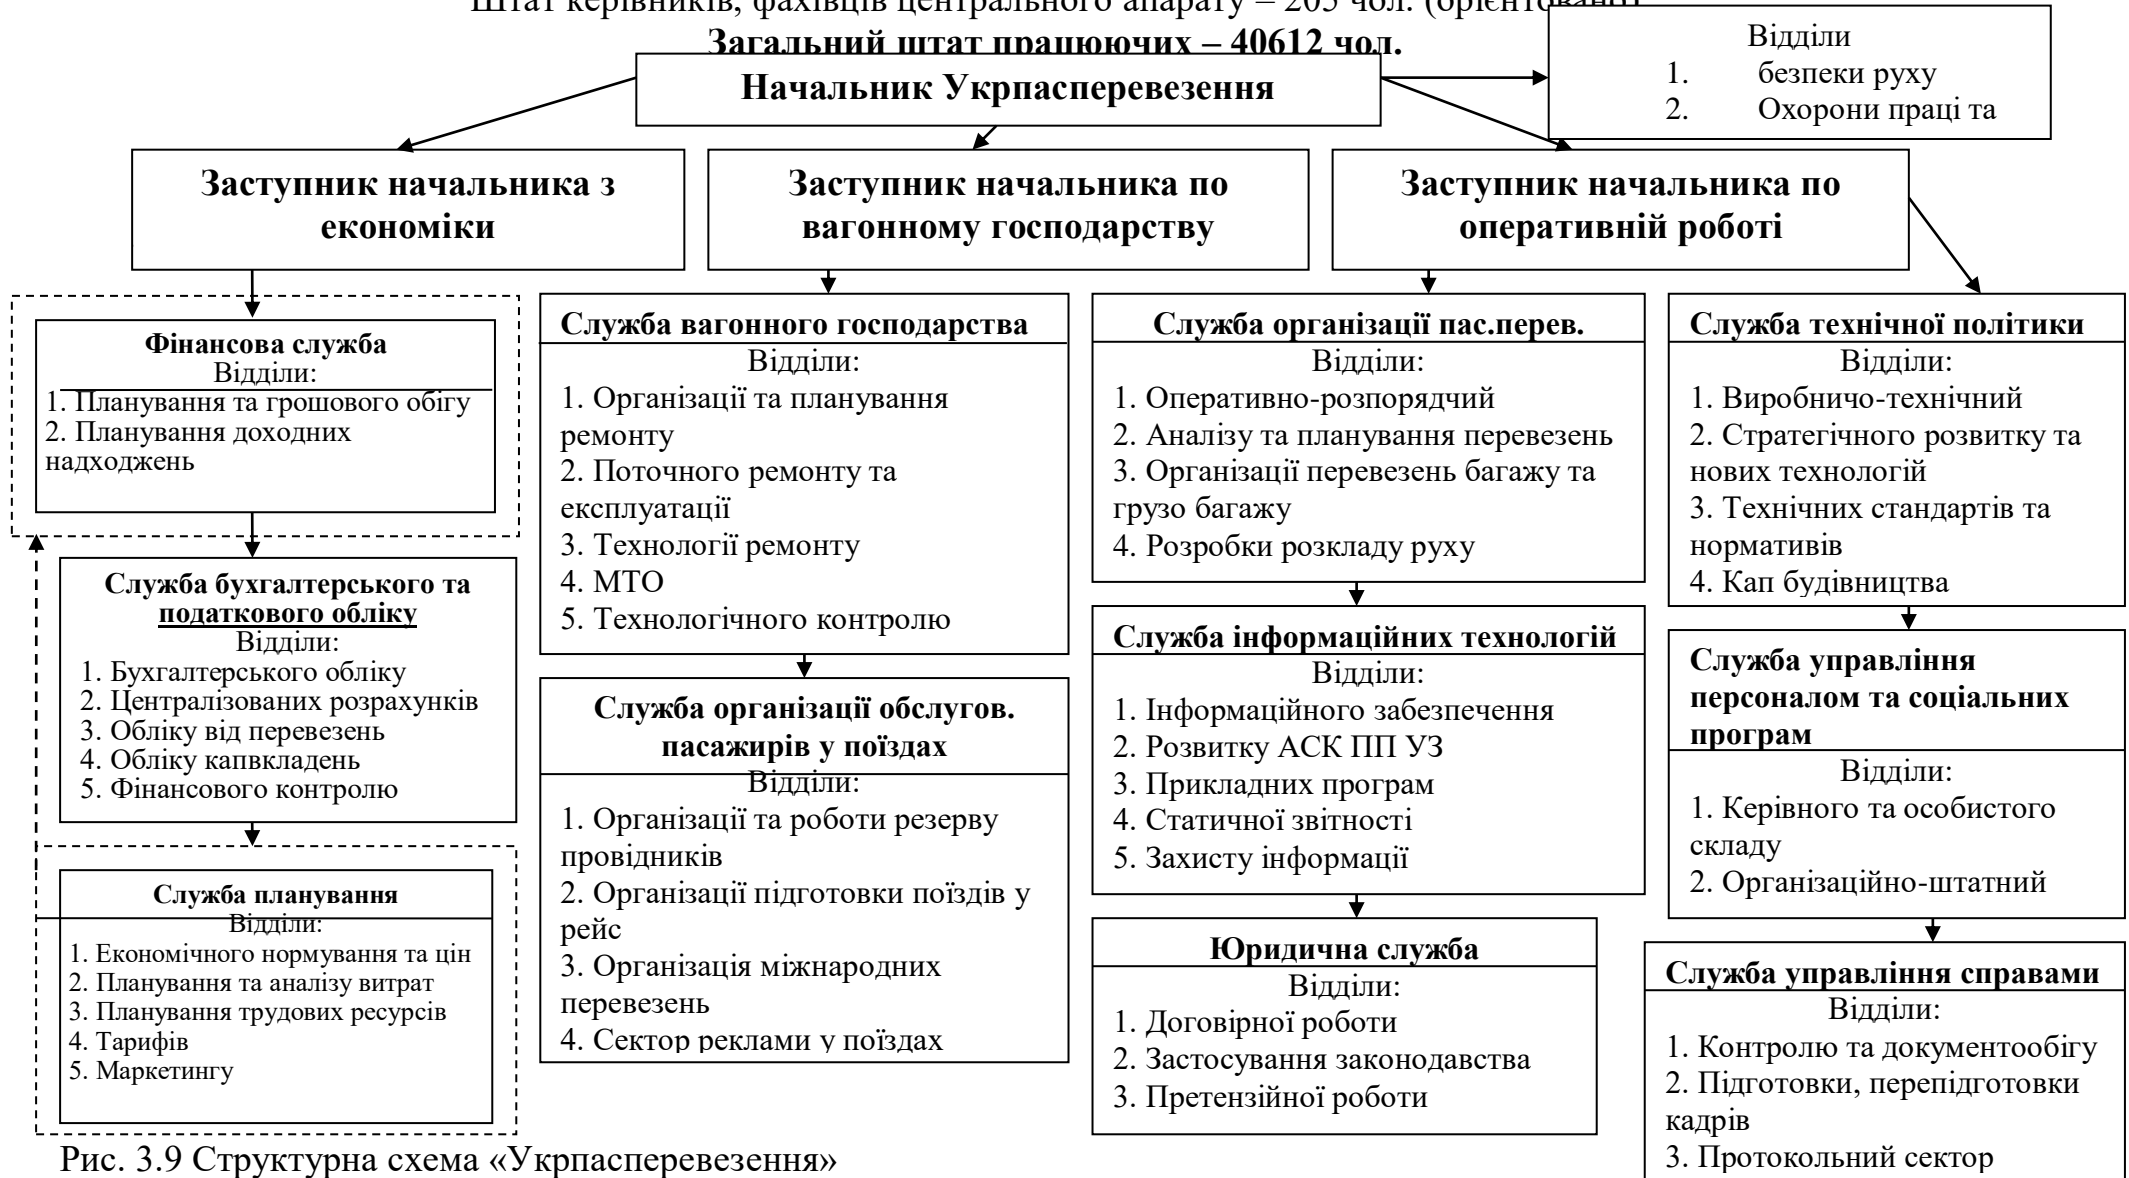 Штат керівників, фахівців центрального апарату – 205 чол. (орієнтовано)
Загальний штат працюючих – 40612 чол.
Начальник Укрпасперевезення
Відділи
1. безпеки руху
2. Охорони праці та
Заступник начальника з
економіки
Заступник начальника по
вагонному господарству
Заступник начальника по
оперативній роботі
Фінансова служба
Відділи:
1. Планування та грошового обігу
2. Планування доходних
надходжень
Служба бухгалтерського та
податкового обліку
Відділи:
1. Бухгалтерського обліку
2. Централізованих розрахунків
3. Обліку від перевезень
4. Обліку капвкладень
5. Фінансового контролю
Служба планування
Відділи:
1. Економічного нормування та цін
2. Планування та аналізу витрат
3. Планування трудових ресурсів
4. Тарифів
5. Маркетингу
Служба вагонного господарства
Відділи:
1. Організації та планування
ремонту
2. Поточного ремонту та
експлуатації
3. Технології ремонту
4. МТО
5. Технологічного контролю
Служба організації обслугов.
пасажирів у поїздах
Відділи:
1. Організації та роботи резерву
провідників
2. Організації підготовки поїздів у
рейс
3. Організація міжнародних
перевезень
4. Сектор реклами у поїздах
Служба організації пас.перев.
Відділи:
1. Оперативно-розпорядчий
2. Аналізу та планування перевезень
3. Організації перевезень багажу та
грузо багажу
4. Розробки розкладу руху
Служба інформаційних технологій
Відділи:
1. Інформаційного забезпечення
2. Розвитку АСК ПП УЗ
3. Прикладних програм
4. Статичної звітності
5. Захисту інформації
Юридична служба
Відділи:
1. Договірної роботи
2. Застосування законодавства
3. Претензійної роботи
Служба технічної політики
Відділи:
1. Виробничо-технічний
2. Стратегічного розвитку та
нових технологій
3. Технічних стандартів та
нормативів
4. Кап будівництва
Служба управління
персоналом та соціальних
програм
Відділи:
1. Керівного та особистого
складу
2. Організаційно-штатний
Служба управління справами
Відділи:
1. Контролю та документообігу
2. Підготовки, перепідготовки
кадрів
3. Протокольний сектор
Рис. 3.9 Структурна схема «Укрпасперевезення»